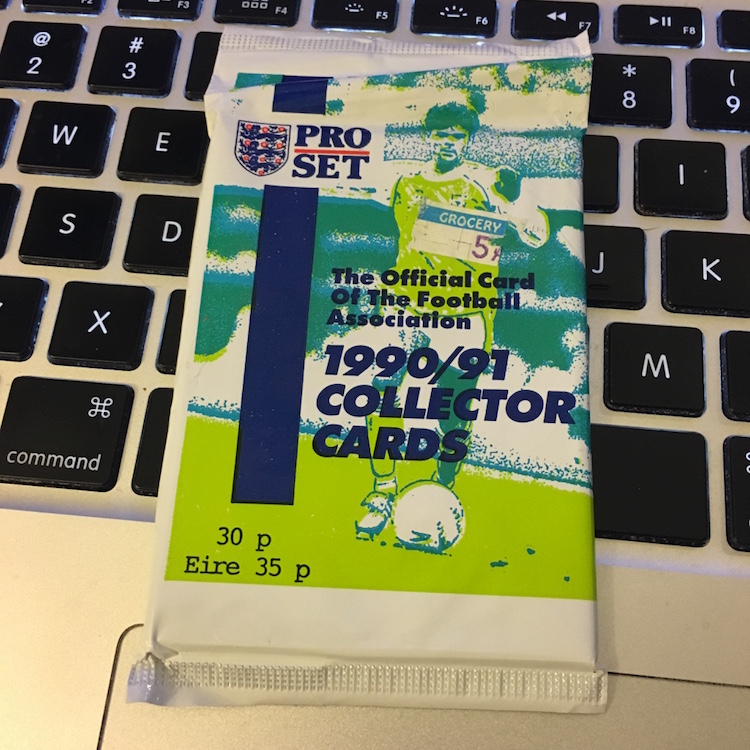 F2
F3
F4
F5
F6
F7
F8
@
2
#
3
*
8
(
9
W
E
I
S
D
J
K
X
M
⌘
command
PRO
SET
GROCERY
The Official Card
Of The Football
Association
1990/91
COLLECTOR
CARDS
30 p
Eire 35 p